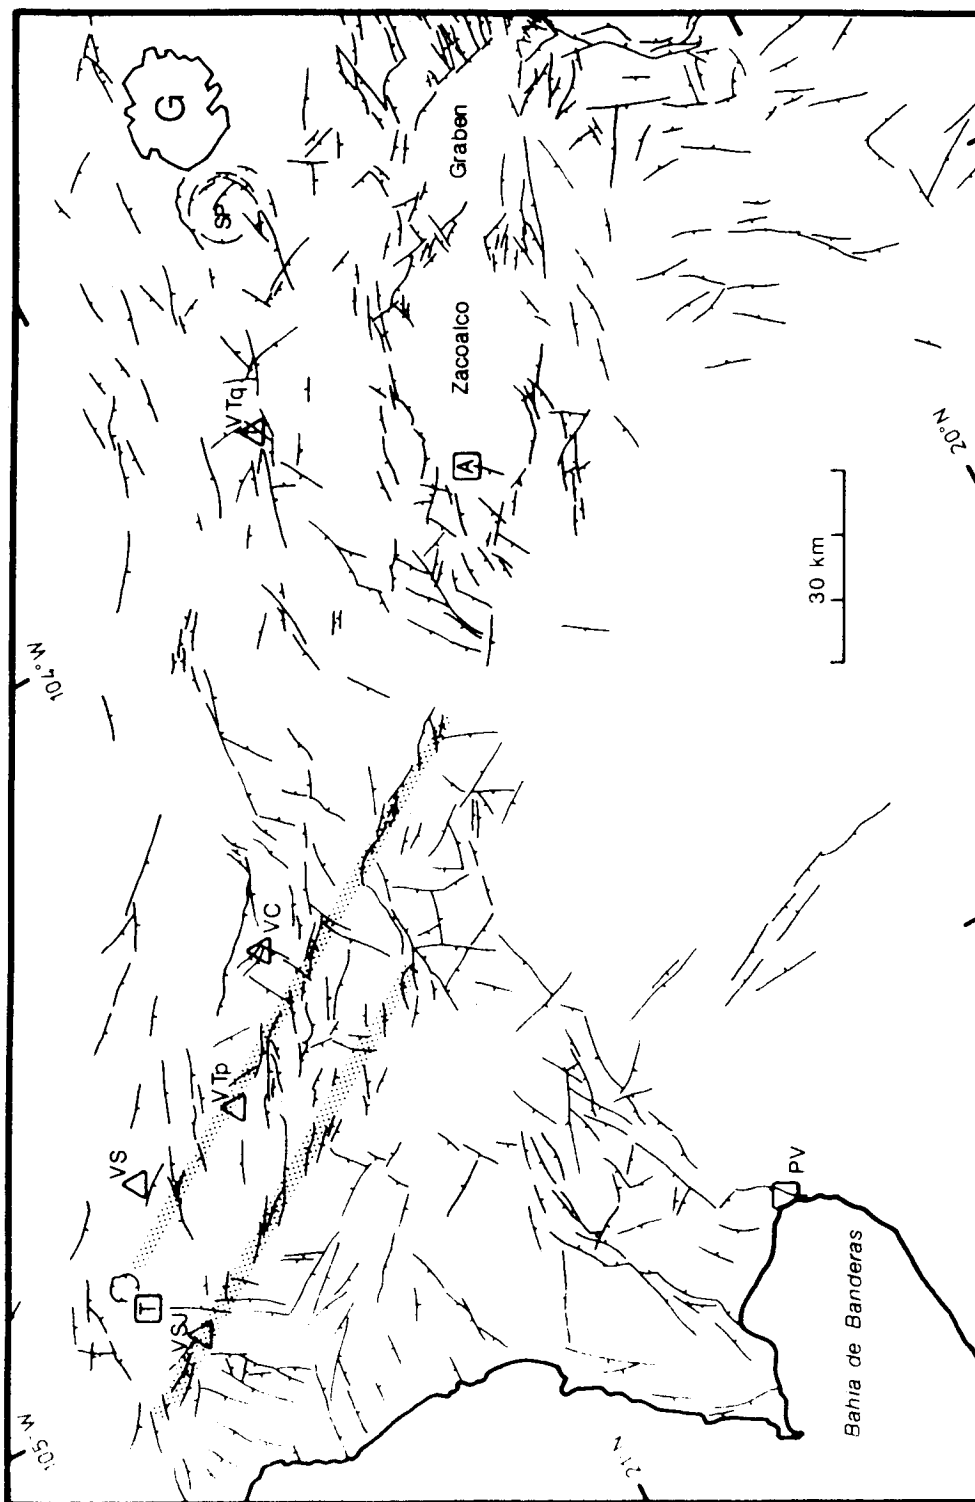 G
SP
Graben
Zacoalco
VTq
A
20°N
30 km
104°W
VC
VTp
VS
T
VSJ
PV
Bahia de Banderas
105°W
21°N